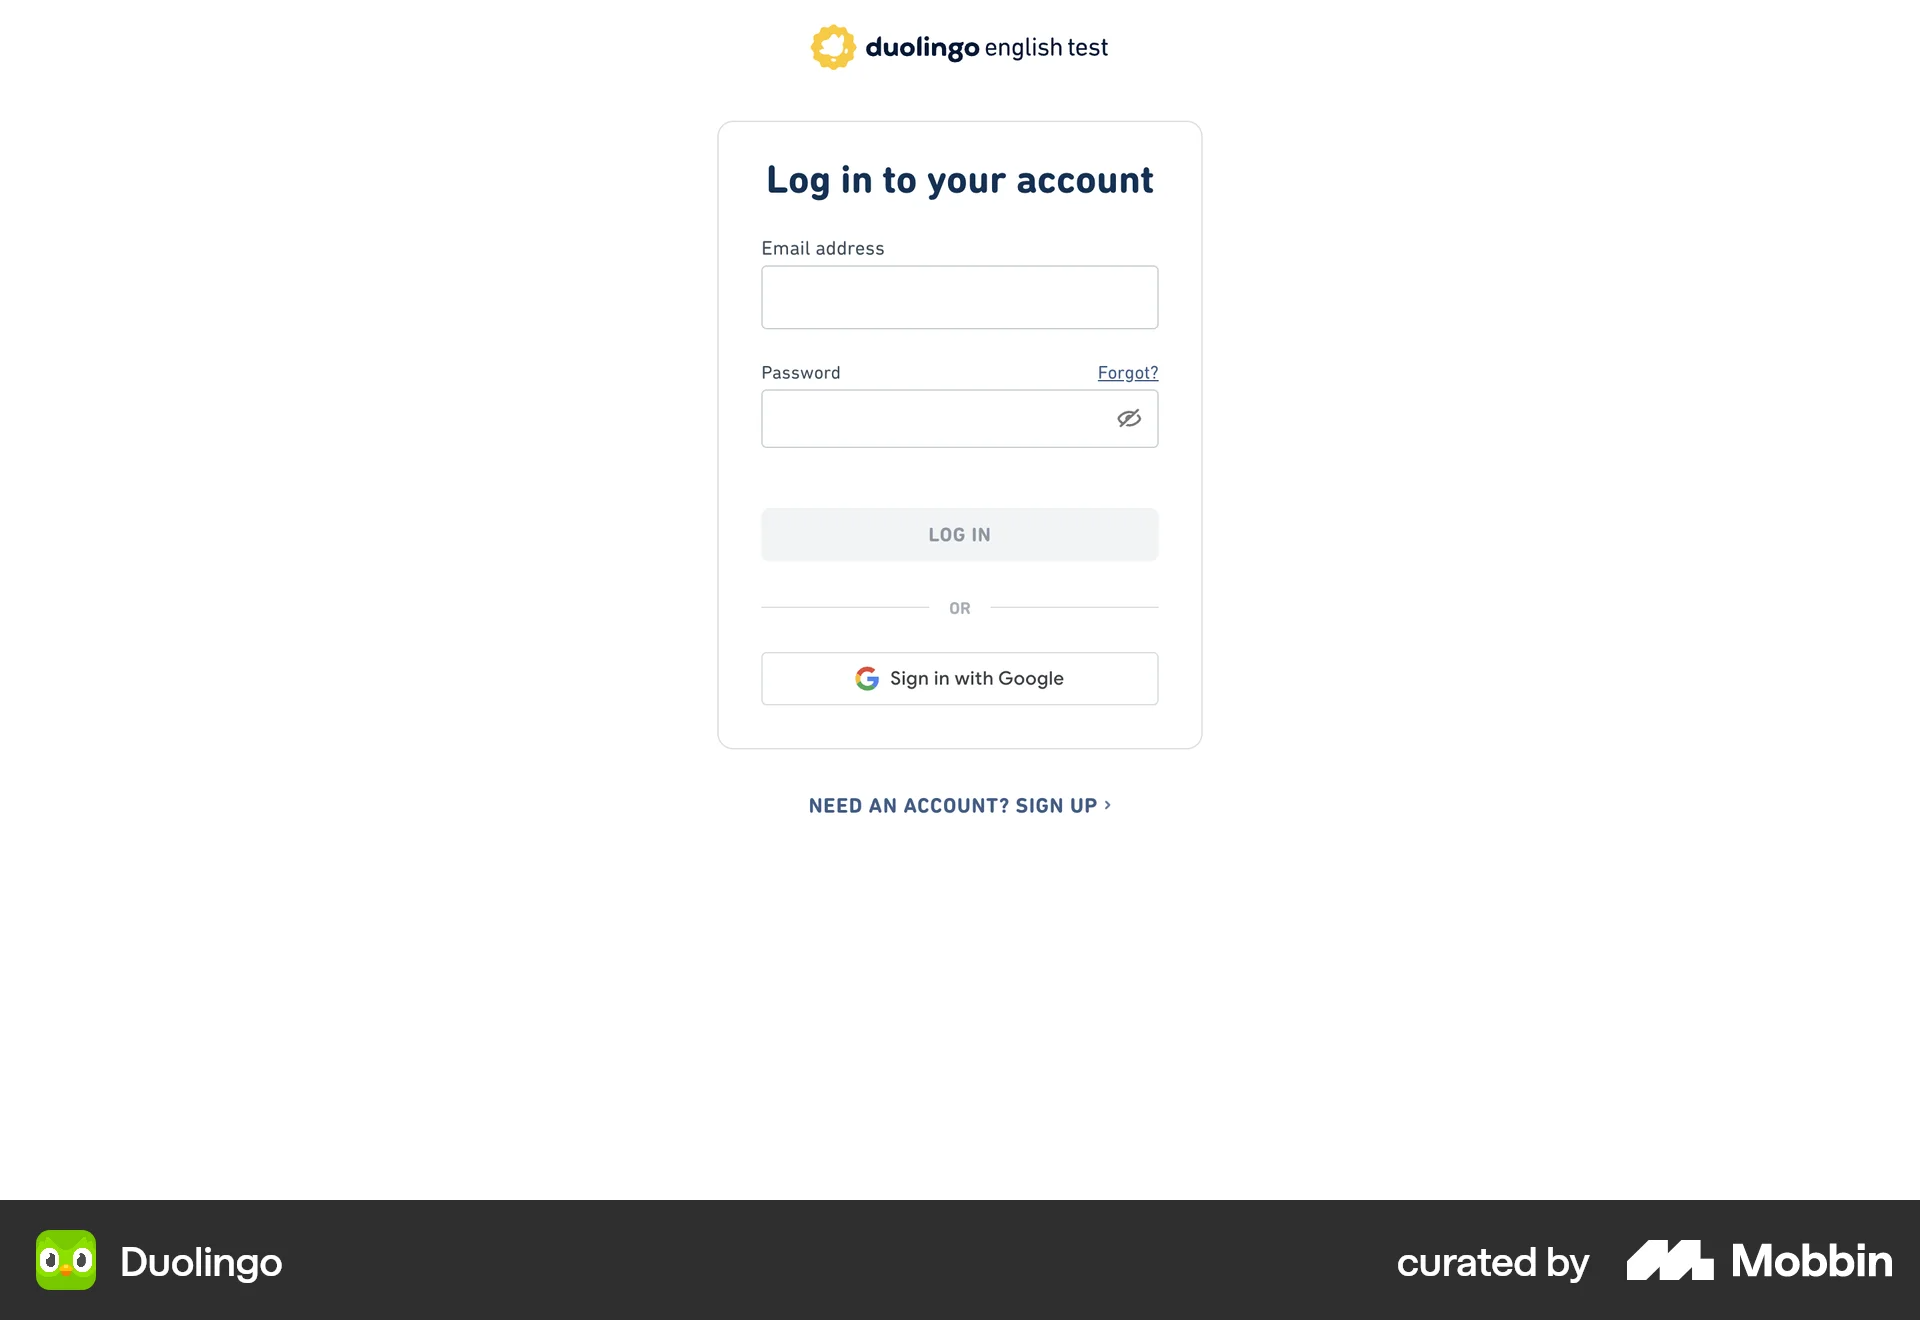 duolingo english test
Log in to your account
Email address
Password
Forgot?
LOG IN
OR
Sign in with Google
NEED AN ACCOUNT? SIGN UP ›
Duolingo
curated by Mobbin